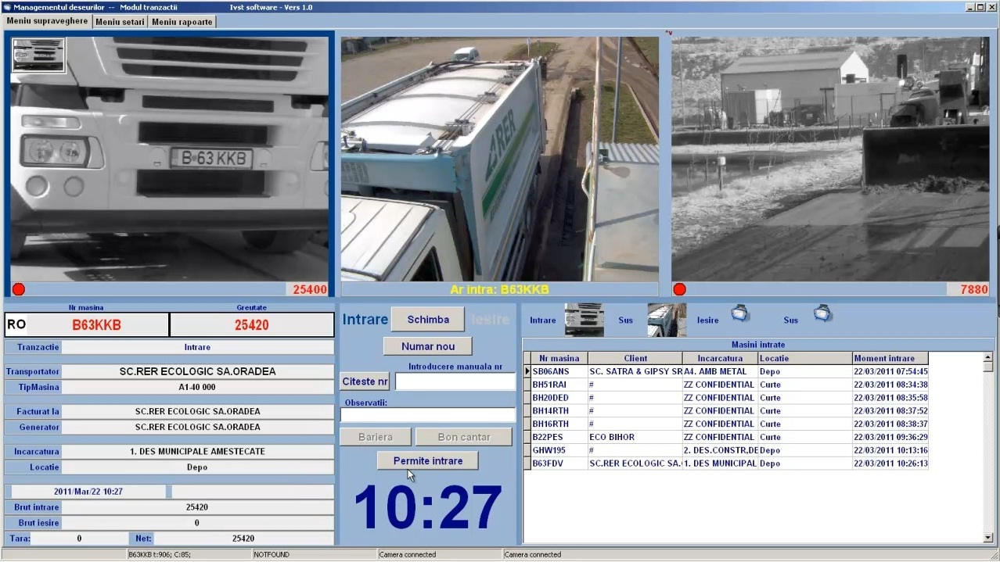 Managementul deseurilor -- Modul tranzactii Ivst software - Vers 1.0
Meniu supraveghere Meniu setari Meniu rapoarte
B 63 KKB
ARER
25400
Ar intra: B63KKB
7880
Nr masina Greutate
RO B63KKB 25420
Tranzactie Intrare
Transportator SC.RER ECOLOGIC SA.ORADEA
TipMasina A1-40 000
Facturat la SC.RER ECOLOGIC SA.ORADEA
Generator SC.RER ECOLOGIC SA.ORADEA
Incarcatura 1. DES MUNICIPALE AMESTECATE
Locatie Depo
2011/Mar/22 10:27
Brut intrare 25420
Brut iesire 0
Tara: 0 Net: 25420
Intrare Schimba Iesire
Numar nou
Introducere manuala nr
Citeste nr
Observatii:
Bariera Bon cantar
Permite intrare
10:27
Intrare Sus Iesire Sus
Masini intrate
Nr masina Client Incarcatura Locatie Moment intrare
SB06ANS SC. SATRA & GIPSY SR A4. AMB METAL Depo 22/03/2011 07:54:45
BH51RAI # ZZ CONFIDENTIAL Curte 22/03/2011 08:34:38
BH20DED # ZZ CONFIDENTIAL Curte 22/03/2011 08:35:58
BH14RTH # ZZ CONFIDENTIAL Curte 22/03/2011 08:37:52
BH16RTH # ZZ CONFIDENTIAL Curte 22/03/2011 08:38:37
B22PES ECO BIHOR ZZ CONFIDENTIAL Curte 22/03/2011 09:36:29
GHW195 # 2. DES.CONSTR,DE Depo 22/03/2011 10:13:16
B63FDV SC.RER ECOLOGIC SA.( 1. DES MUNICIPAL Depo 22/03/2011 10:26:13
B63KKB t:906; C:85; NOTFOUND Camera connected Camera connected